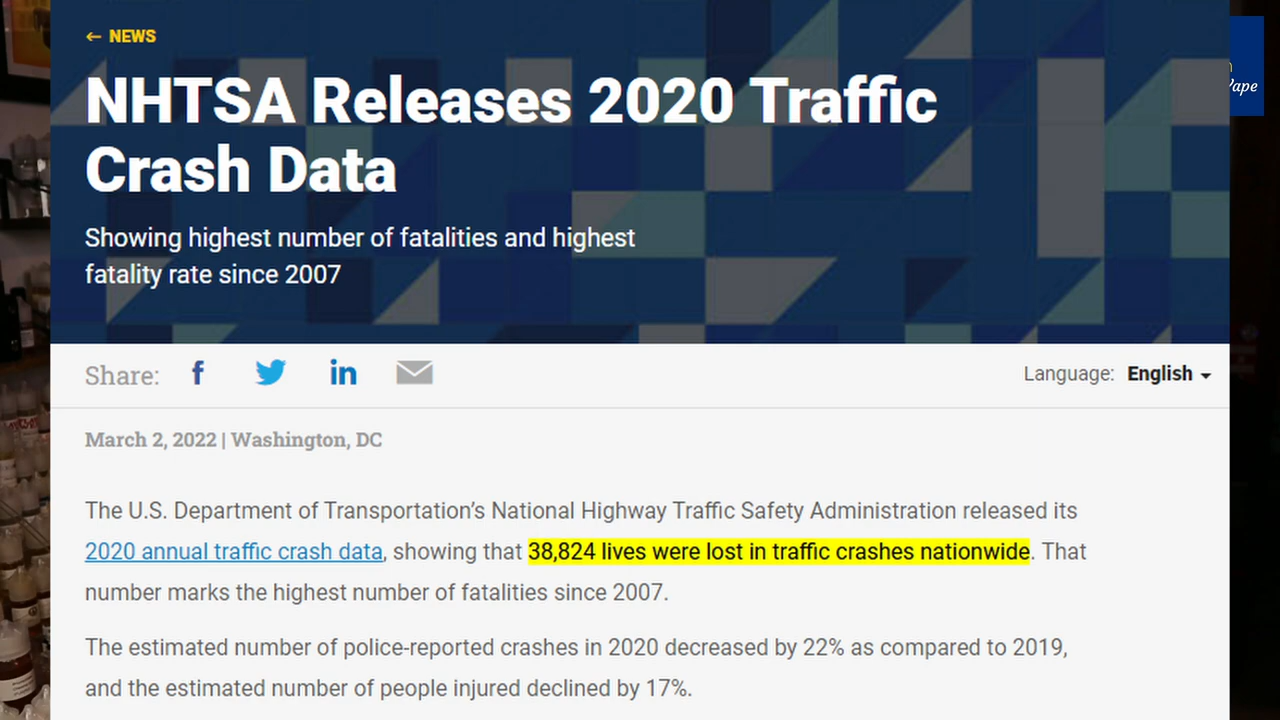 ← NEWS
NHTSA Releases 2020 Traffic
Crash Data
Showing highest number of fatalities and highest
fatality rate since 2007
Share:
Language: English
March 2, 2022 | Washington, DC
The U.S. Department of Transportation’s National Highway Traffic Safety Administration released its
2020 annual traffic crash data, showing that 38,824 lives were lost in traffic crashes nationwide. That
number marks the highest number of fatalities since 2007.
The estimated number of police-reported crashes in 2020 decreased by 22% as compared to 2019,
and the estimated number of people injured declined by 17%.